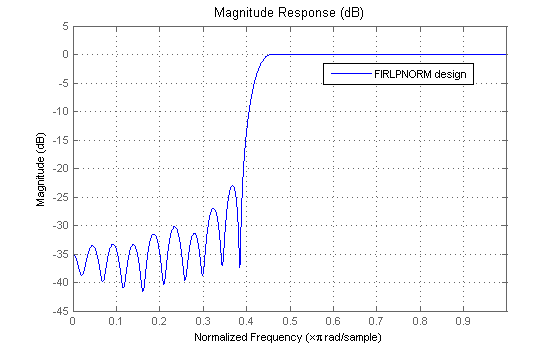 Magnitude Response (dB)
5
0
-5
-10
-15
-20
-25
-30
-35
-40
-45
Magnitude (dB)
FIRLPNORM design
0 0.1 0.2 0.3 0.4 0.5 0.6 0.7 0.8 0.9
Normalized Frequency (×π rad/sample)